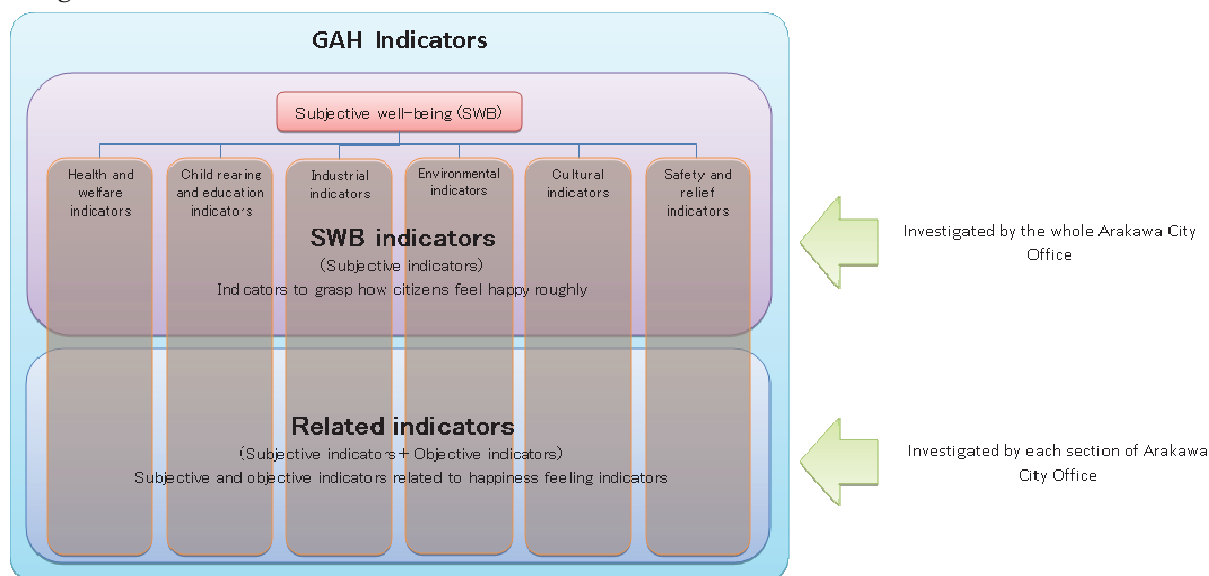 GAH Indicators
Subjective well-being (SWB)
Health and
welfare
indicators
Child rearing
and education
indicators
Industrial
indicators
Environmental
indicators
Cultural
indicators
Safety and
relief
indicators
SWB indicators
(Subjective indicators)
Indicators to grasp how citizens feel happy roughly
Investigated by the whole Arakawa City
Office
Related indicators
(Subjective indicators + Objective indicators)
Subjective and objective indicators related to happiness feeling indicators
Investigated by each section of Arakawa
City Office